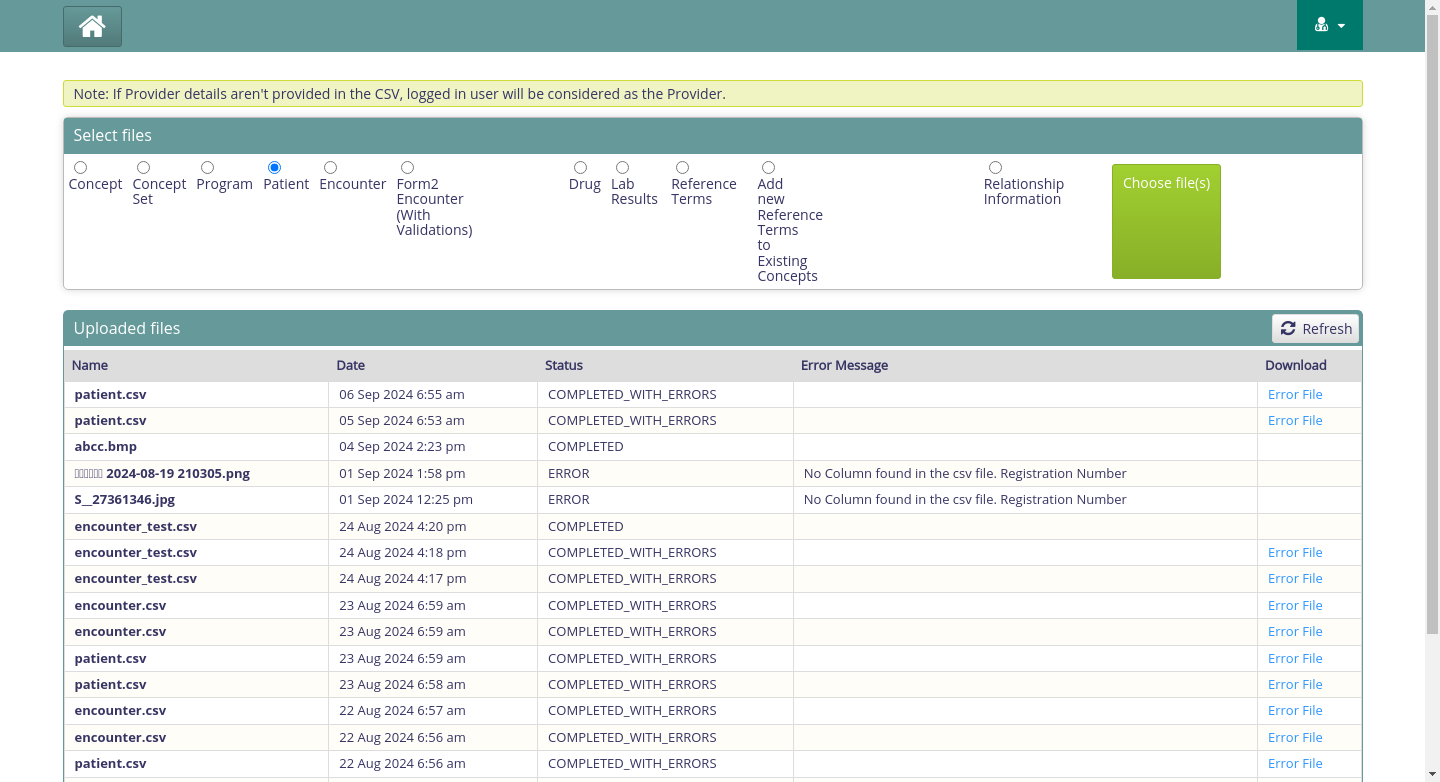 Note: If Provider details aren't provided in the CSV, logged in user will be considered as the Provider.
Select files
Concept
Concept Set
Program
Patient
Encounter
Form2 Encounter (With Validations)
Drug
Lab Results
Reference Terms
Add new Reference Terms to Existing Concepts
Relationship Information
Choose file(s)
Uploaded files
Refresh
Name Date Status Error Message Download
patient.csv 06 Sep 2024 6:55 am COMPLETED_WITH_ERRORS Error File
patient.csv 05 Sep 2024 6:53 am COMPLETED_WITH_ERRORS Error File
abcc.bmp 04 Sep 2024 2:23 pm COMPLETED
2024-08-19 210305.png 01 Sep 2024 1:58 pm ERROR No Column found in the csv file. Registration Number
S__27361346.jpg 01 Sep 2024 12:25 pm ERROR No Column found in the csv file. Registration Number
encounter_test.csv 24 Aug 2024 4:20 pm COMPLETED
encounter_test.csv 24 Aug 2024 4:18 pm COMPLETED_WITH_ERRORS Error File
encounter_test.csv 24 Aug 2024 4:17 pm COMPLETED_WITH_ERRORS Error File
encounter.csv 23 Aug 2024 6:59 am COMPLETED_WITH_ERRORS Error File
encounter.csv 23 Aug 2024 6:59 am COMPLETED_WITH_ERRORS Error File
patient.csv 23 Aug 2024 6:59 am COMPLETED_WITH_ERRORS Error File
patient.csv 23 Aug 2024 6:58 am COMPLETED_WITH_ERRORS Error File
encounter.csv 22 Aug 2024 6:57 am COMPLETED_WITH_ERRORS Error File
encounter.csv 22 Aug 2024 6:56 am COMPLETED_WITH_ERRORS Error File
patient.csv 22 Aug 2024 6:56 am COMPLETED_WITH_ERRORS Error File